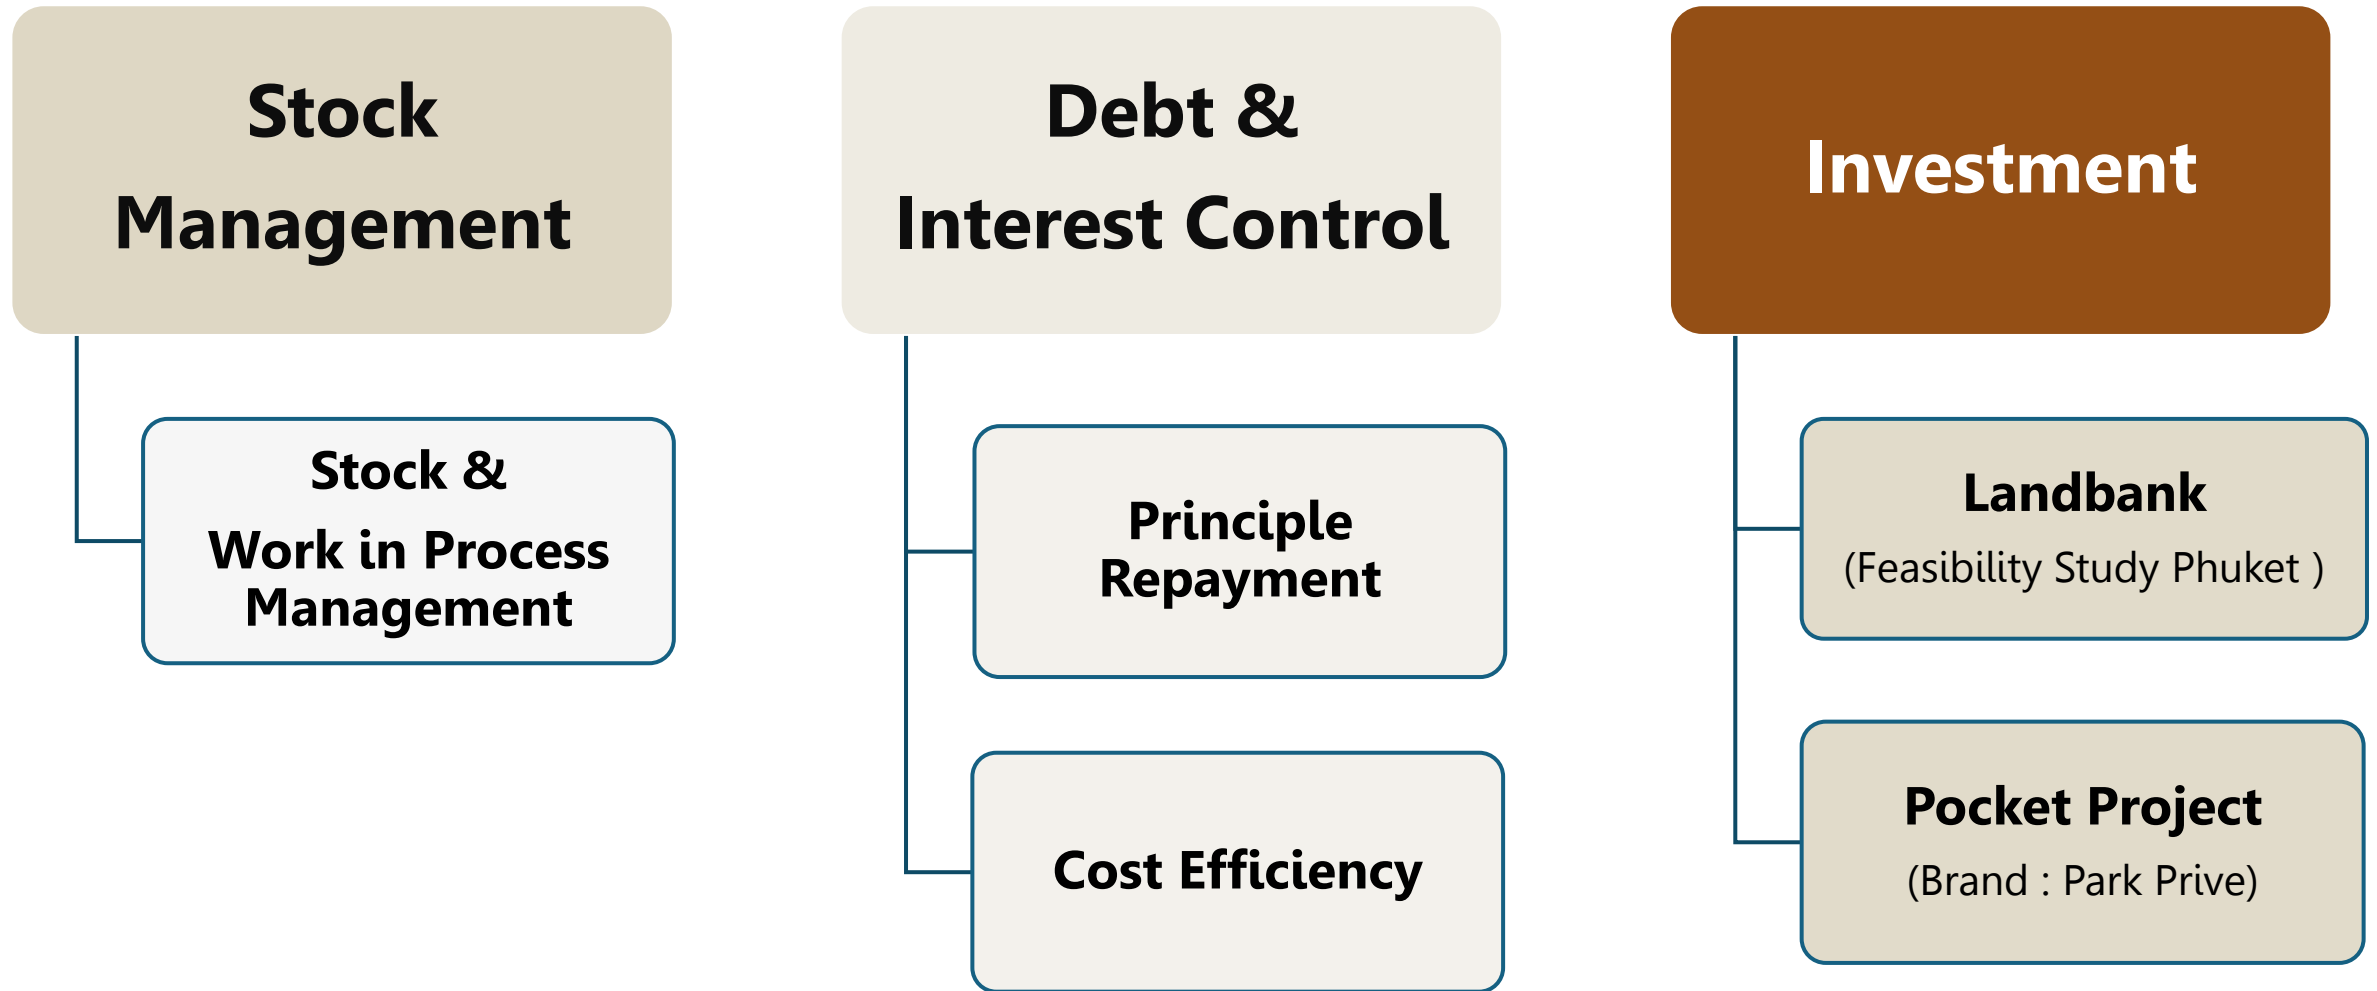 Stock
Management
Stock &
Work in Process
Management
Debt &
Interest Control
Principle
Repayment
Cost Efficiency
Investment
Landbank
(Feasibility Study Phuket )
Pocket Project
(Brand : Park Prive)